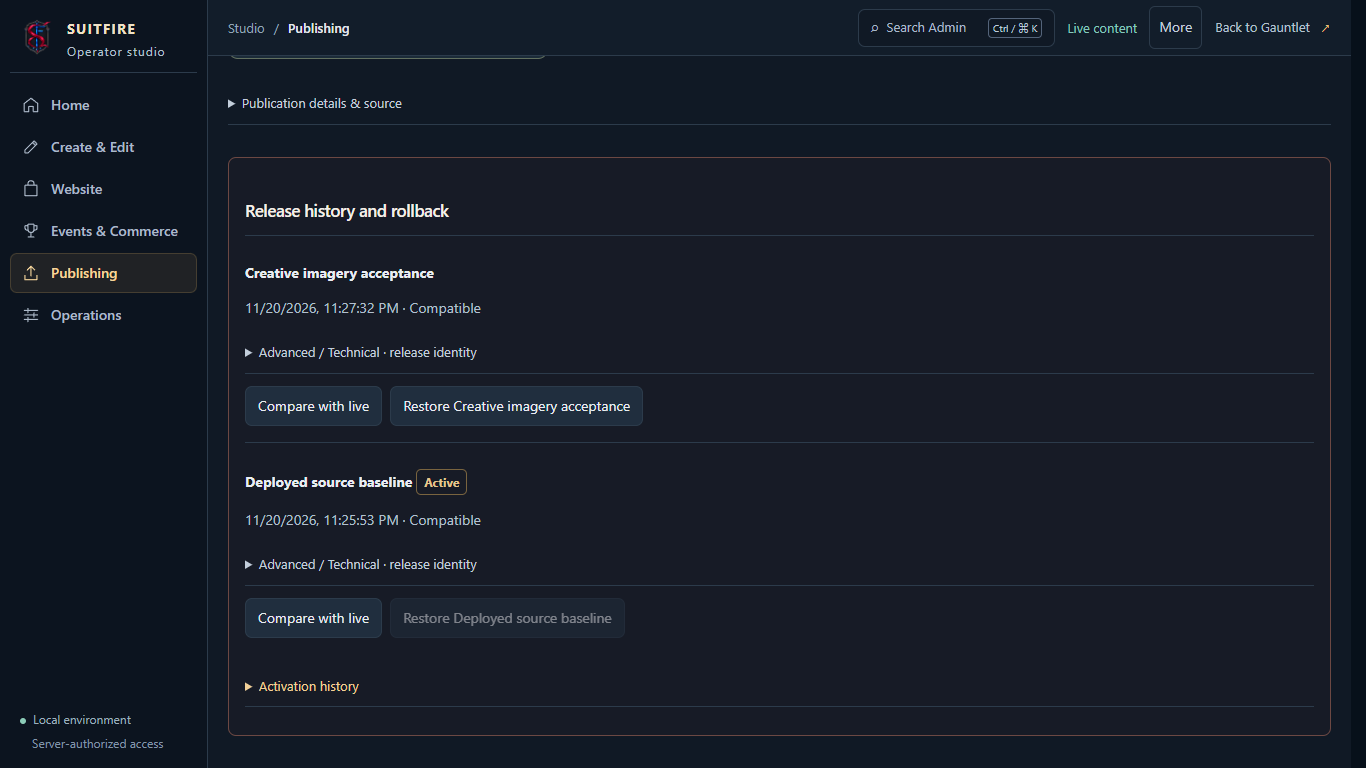 SUITFIRE
Operator studio
Home
Create & Edit
Website
Events & Commerce
Publishing
Operations
Local environment
Server-authorized access
Studio / Publishing
Search Admin Ctrl / ⌘ K
Live content
More
Back to Gauntlet ↗
Publication details & source
Release history and rollback
Creative imagery acceptance
11/20/2026, 11:27:32 PM · Compatible
Advanced / Technical · release identity
Compare with live
Restore Creative imagery acceptance
Deployed source baseline Active
11/20/2026, 11:25:53 PM · Compatible
Advanced / Technical · release identity
Compare with live
Restore Deployed source baseline
Activation history